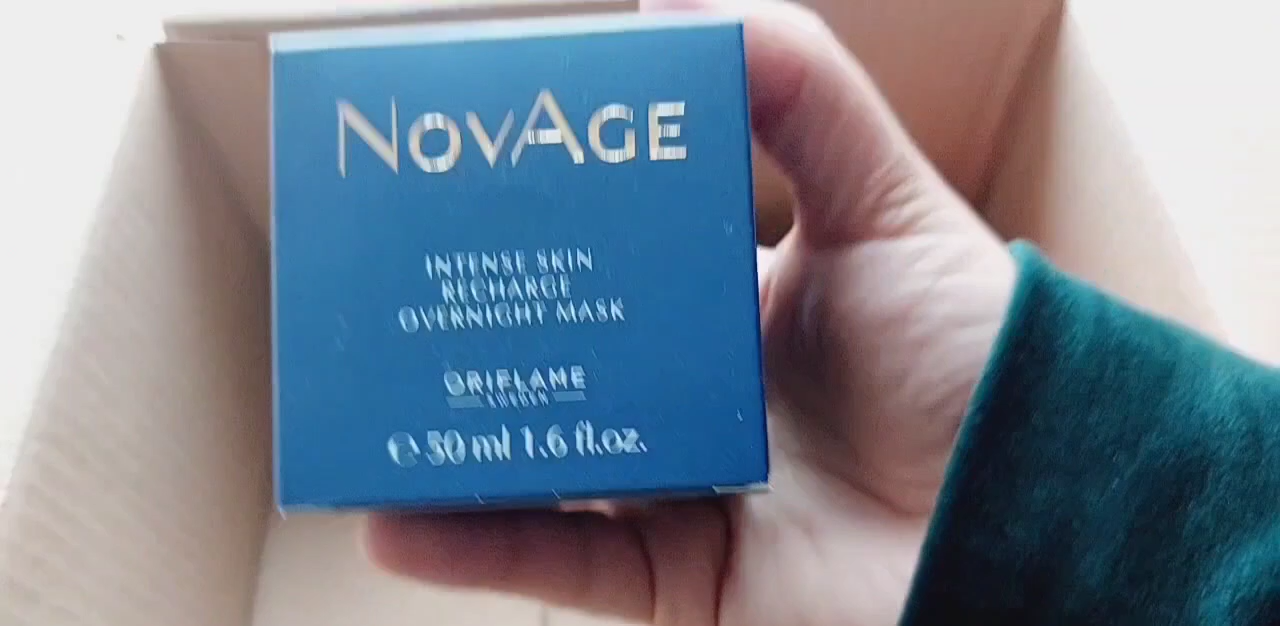 NOVAGE
INTENSE SKIN
RECHARGE
OVERNIGHT MASK
ORIFLAME
SWEDEN
℮ 50 ml 1.6 fl.oz.